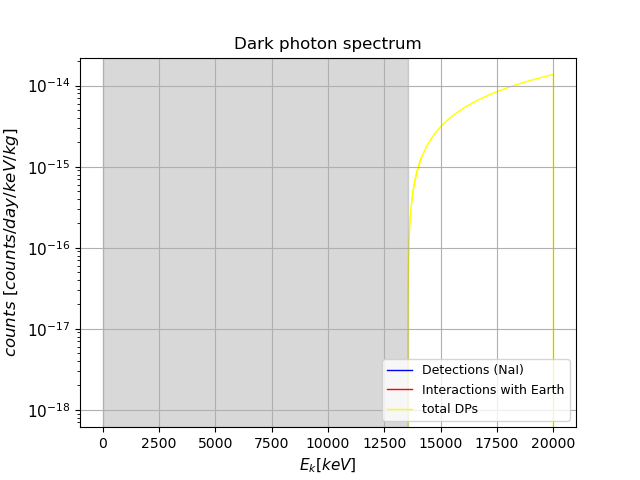 Dark photon spectrum
counts [counts/day/keV/kg]
10⁻¹⁴
10⁻¹⁵
10⁻¹⁶
10⁻¹⁷
10⁻¹⁸
Detections (NaI)
Interactions with Earth
total DPs
0 2500 5000 7500 10000 12500 15000 17500 20000
Eₖ[keV]